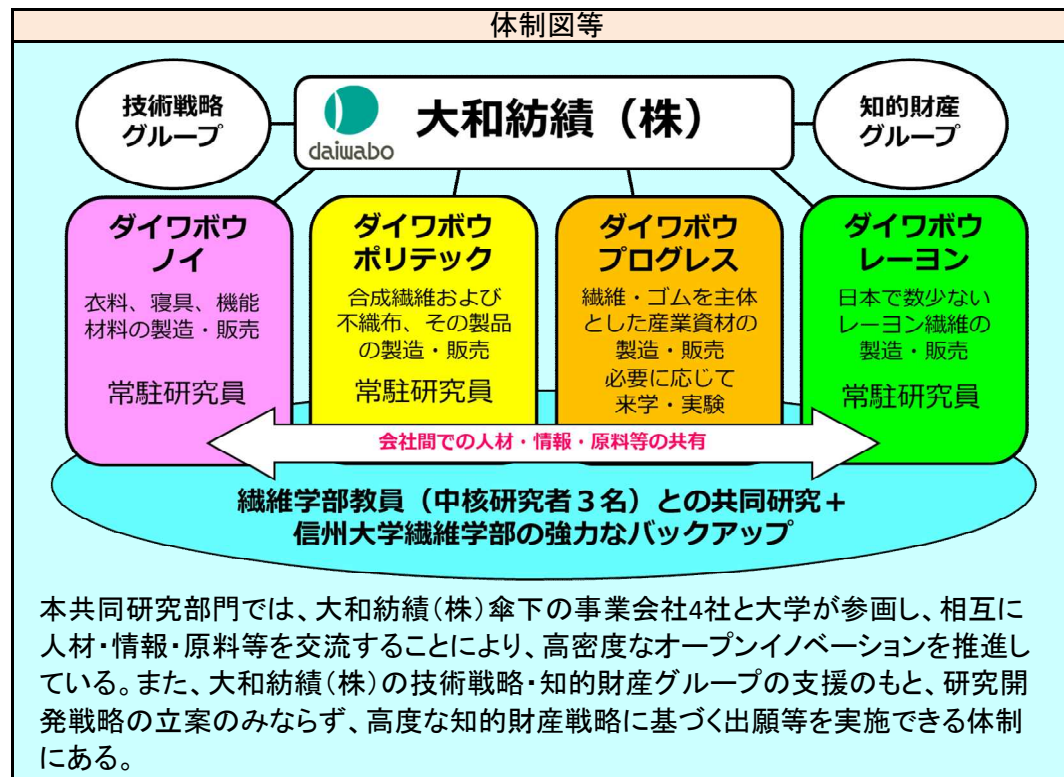 体制図等
技術戦略
グループ
daiwabo
大和紡績（株）
知的財産
グループ
ダイワボウ
ノイ
衣料、寝具、機能
材料の製造・販売
常駐研究員
ダイワボウ
ポリテック
合成繊維および
不織布、その製品
の製造・販売
常駐研究員
ダイワボウ
プログレス
繊維・ゴムを主体
とした産業資材の
製造・販売
必要に応じて
来学・実験
ダイワボウ
レーヨン
日本で数少ない
レーヨン繊維の
製造・販売
常駐研究員
会社間での人材・情報・原料等の共有
繊維学部教員（中核研究者３名）との共同研究＋
信州大学繊維学部の強力なバックアップ
本共同研究部門では、大和紡績（株）傘下の事業会社4社と大学が参画し、相互に
人材・情報・原料等を交流することにより、高密度なオープンイノベーションを推進し
ている。また、大和紡績（株）の技術戦略・知的財産グループの支援のもと、研究開
発戦略の立案のみならず、高度な知的財産戦略に基づく出願等を実施できる体制
にある。